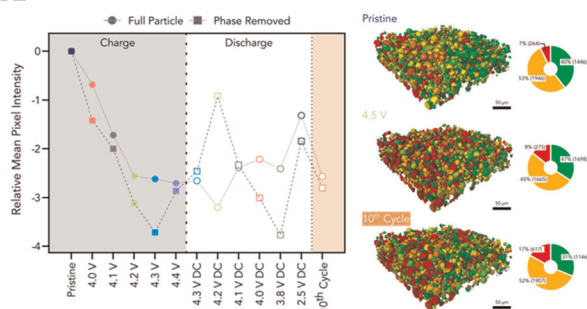 Full Particle
Phase Removed
Charge
Discharge
Relative Mean Pixel Intensity
0
-1
-2
-3
-4
Pristine
4.0 V
4.1 V
4.2 V
4.3 V
4.4 V
4.3 V DC
4.2 V DC
4.1 V DC
4.0 V DC
3.8 V DC
2.5 V DC
10th Cycle
Pristine
7% (264)
40% (1446)
53% (1946)
50 µm
4.5 V
8% (275)
47% (1698)
45% (1665)
50 µm
10th Cycle
17% (617)
31% (1146)
52% (1907)
50 µm